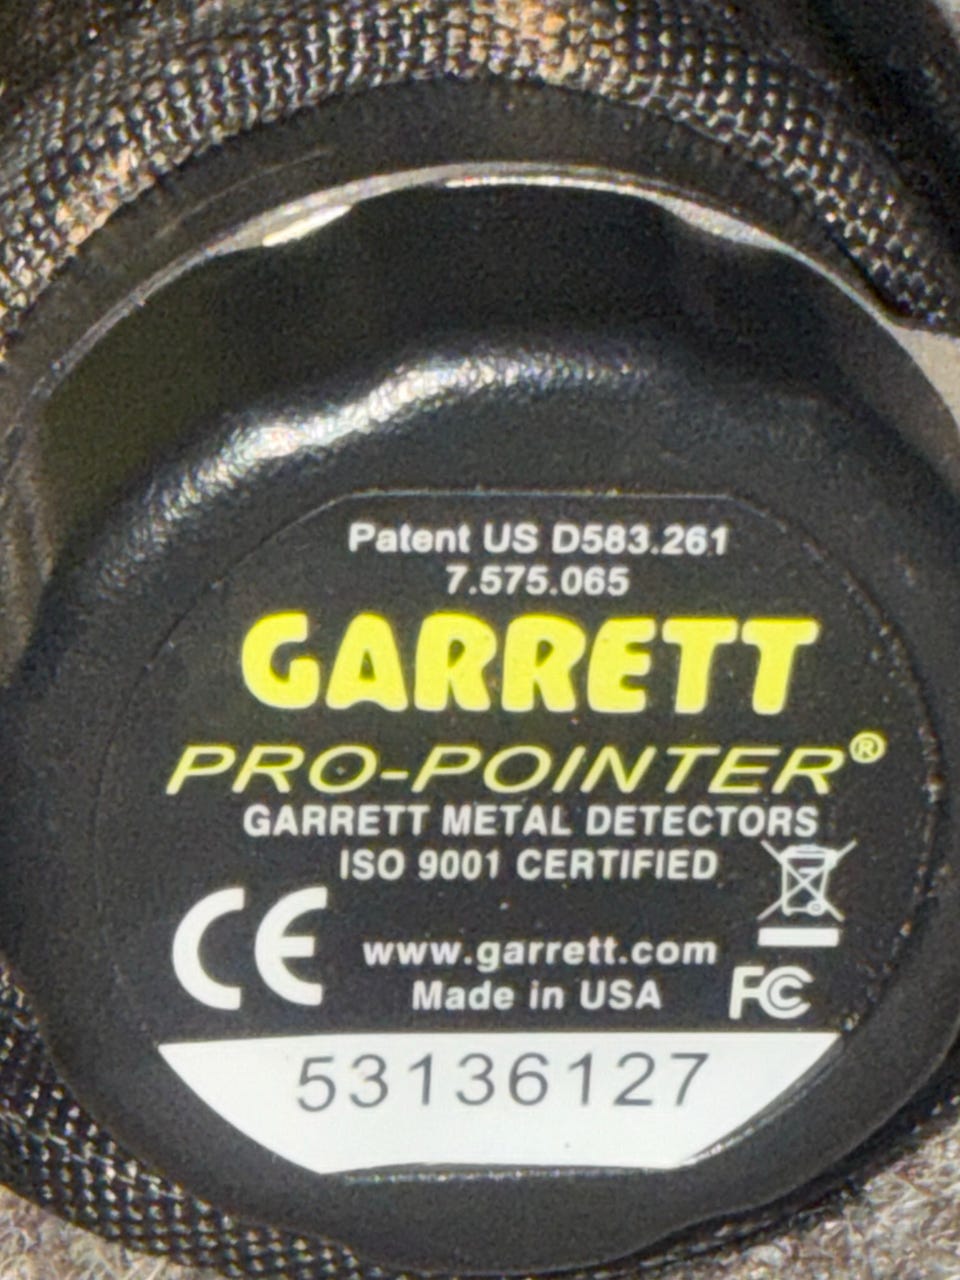 Patent US D583.261
7.575.065
GARRETT
PRO-POINTER®
GARRETT METAL DETECTORS
ISO 9001 CERTIFIED
CE
www.garrett.com
Made in USA
FC
53136127